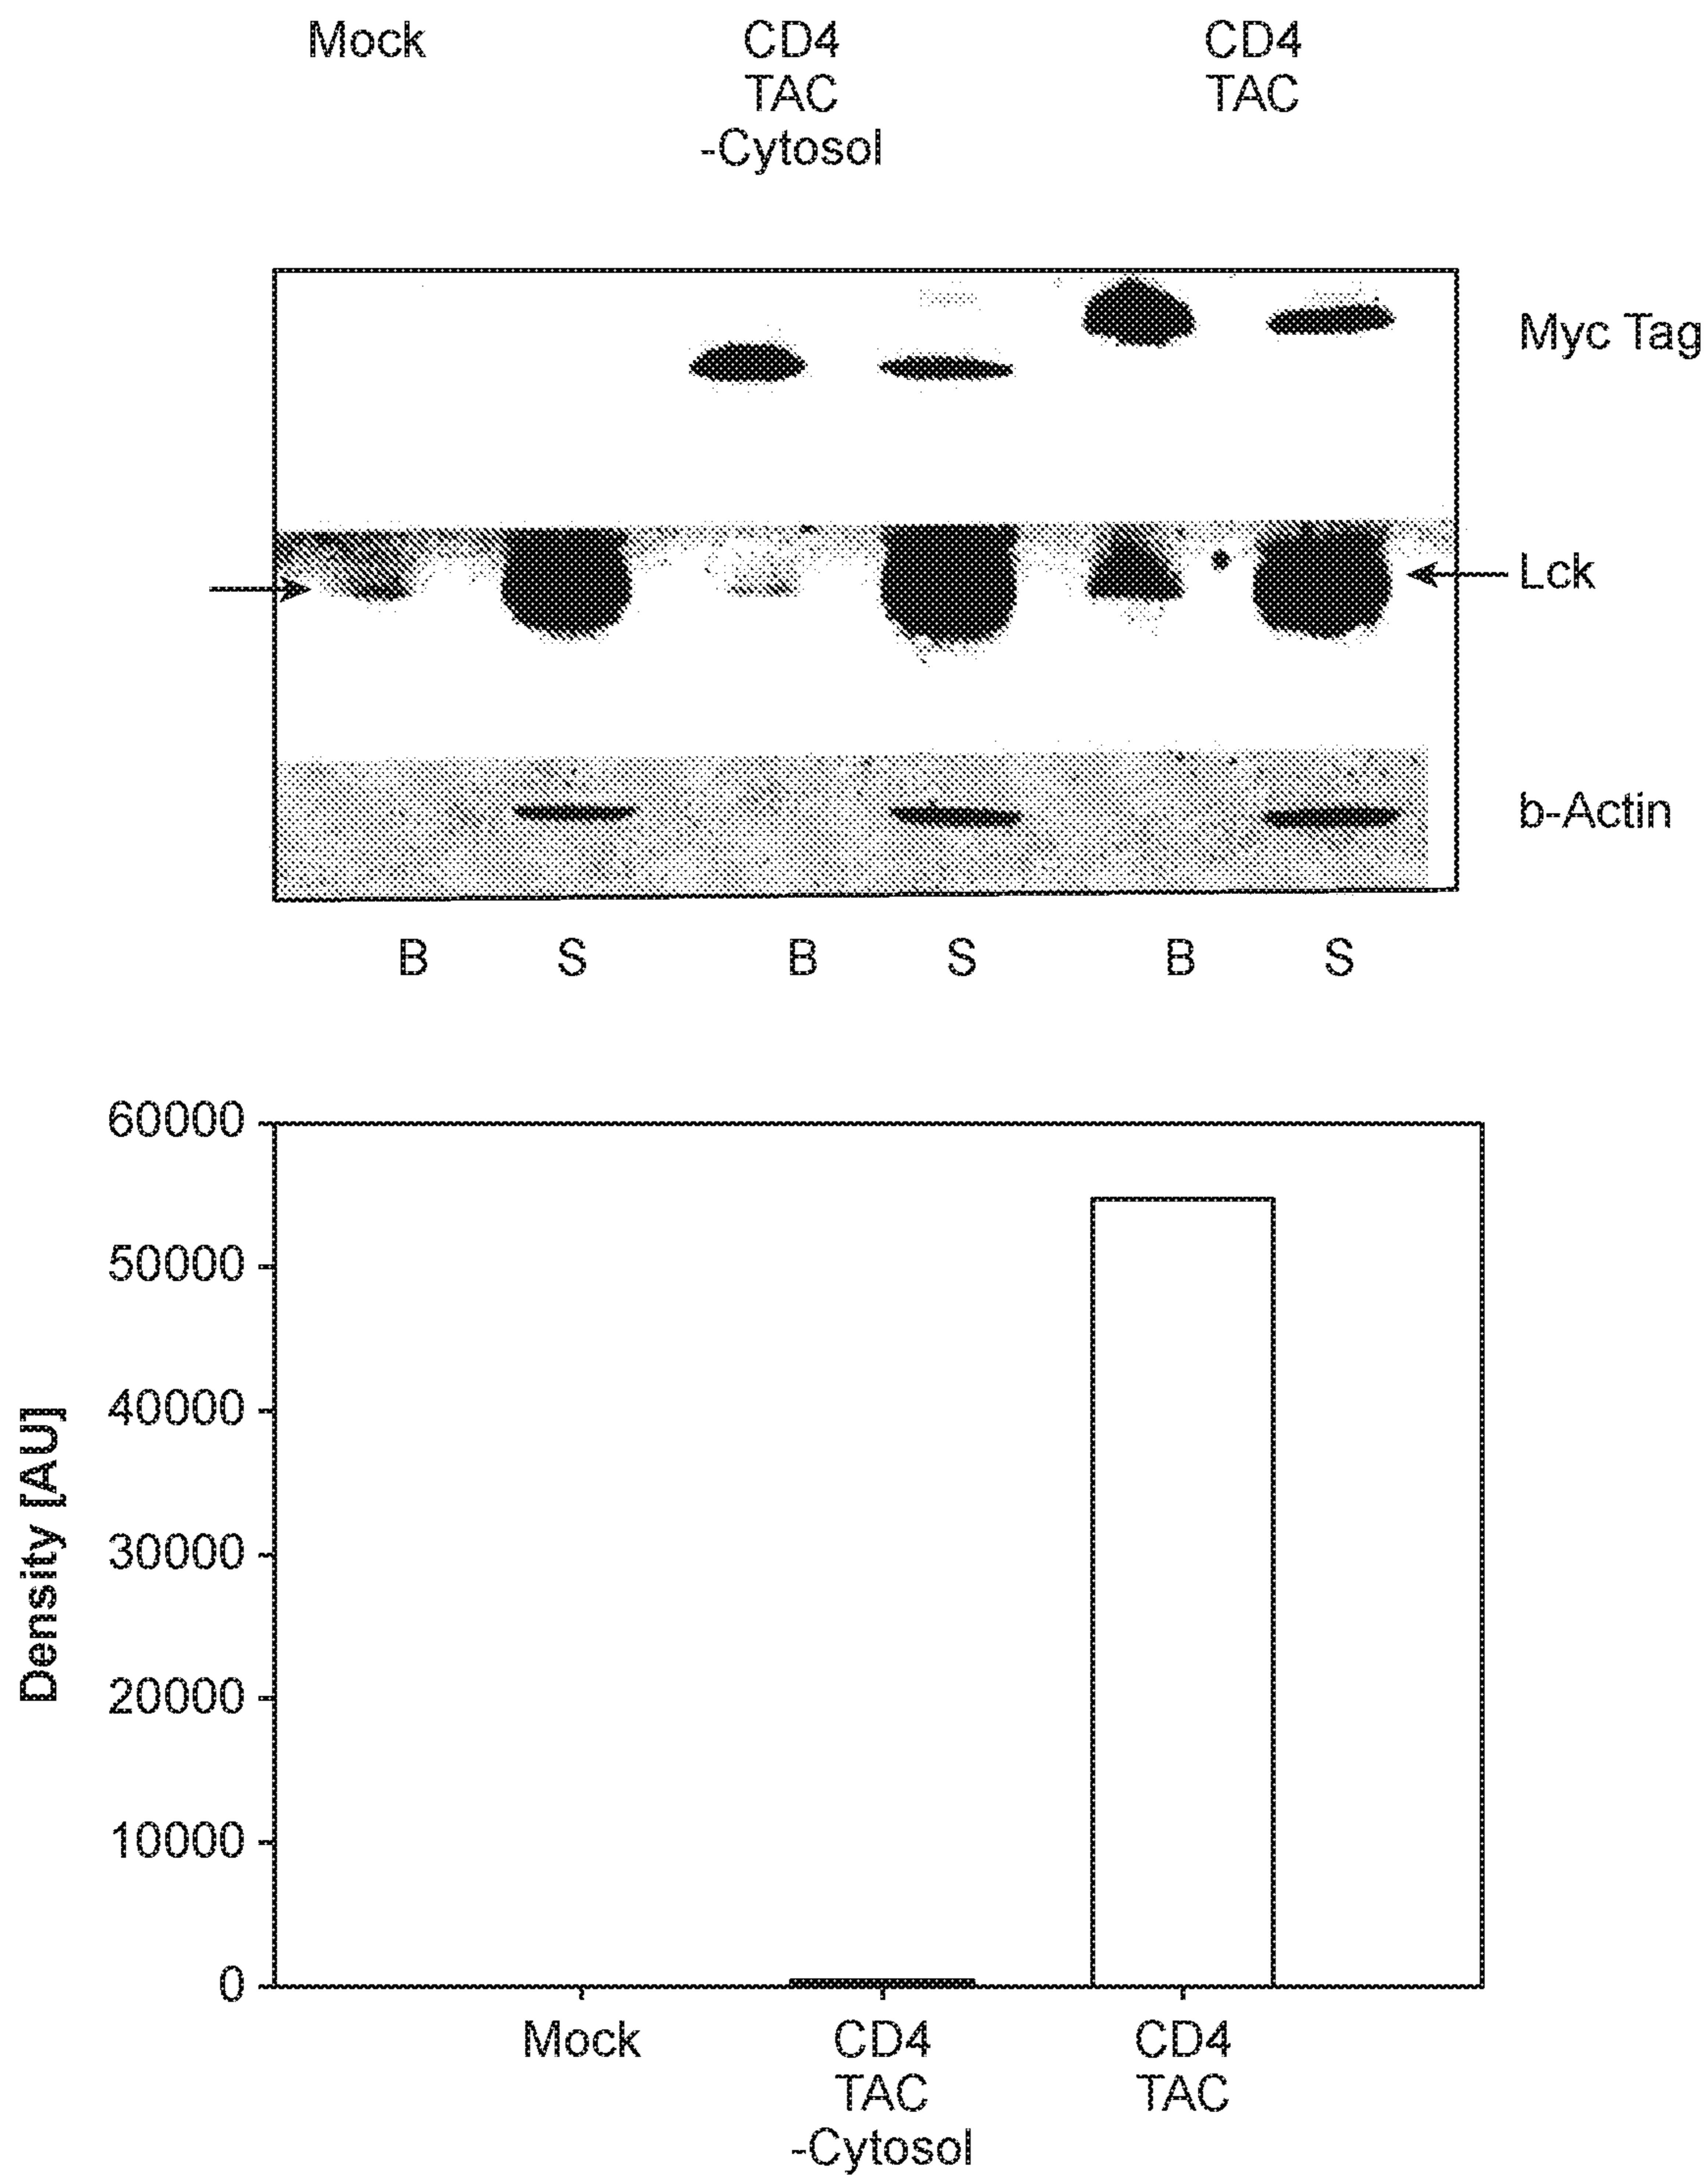 Mock
CD4
TAC
-Cytosol
CD4
TAC
Myc Tag
Lck
b-Actin
B S B S B S
60000
50000
40000
30000
20000
10000
0
Density [AU]
Mock
CD4
TAC
-Cytosol
CD4
TAC